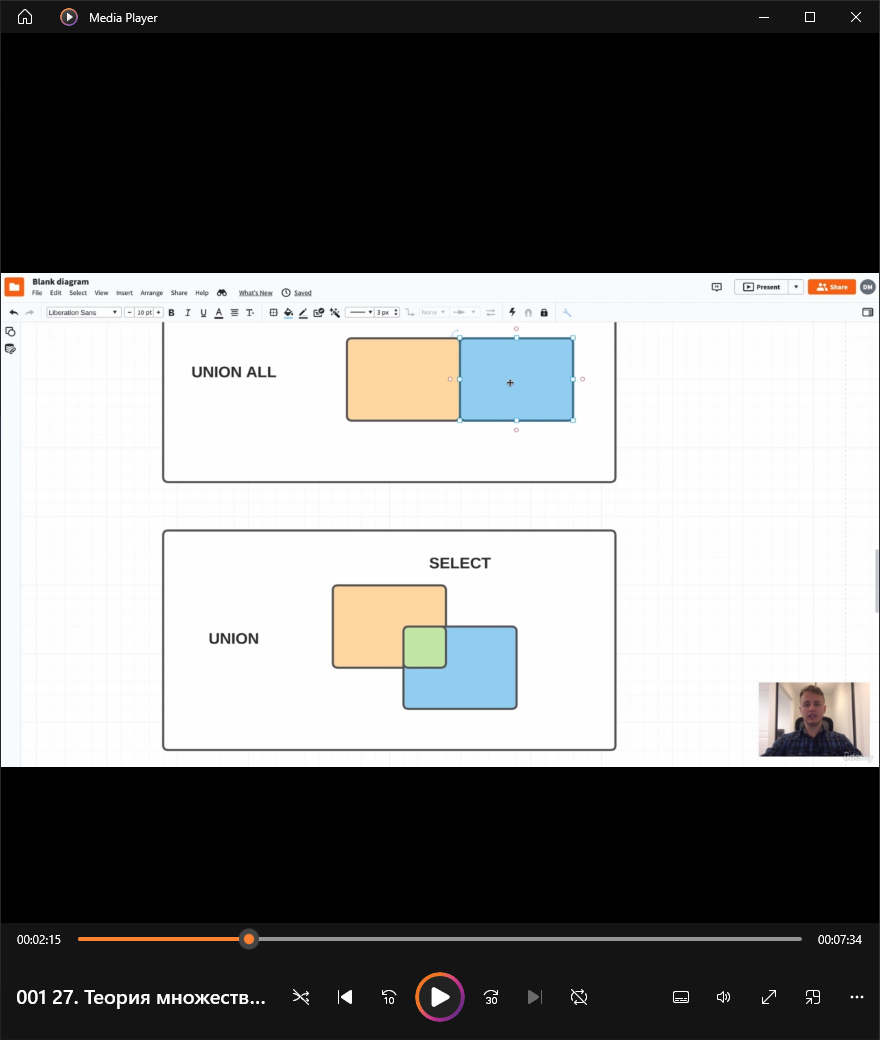 Media Player
Blank diagram
File Edit Select View Insert Arrange Share Help What's New Saved
Present Share DM
Liberation Sans - 10 pt + B I U A T 3 px None
UNION ALL
SELECT
UNION
Udemy
00:02:15 00:07:34
001 27. Теория множеств...
10 30